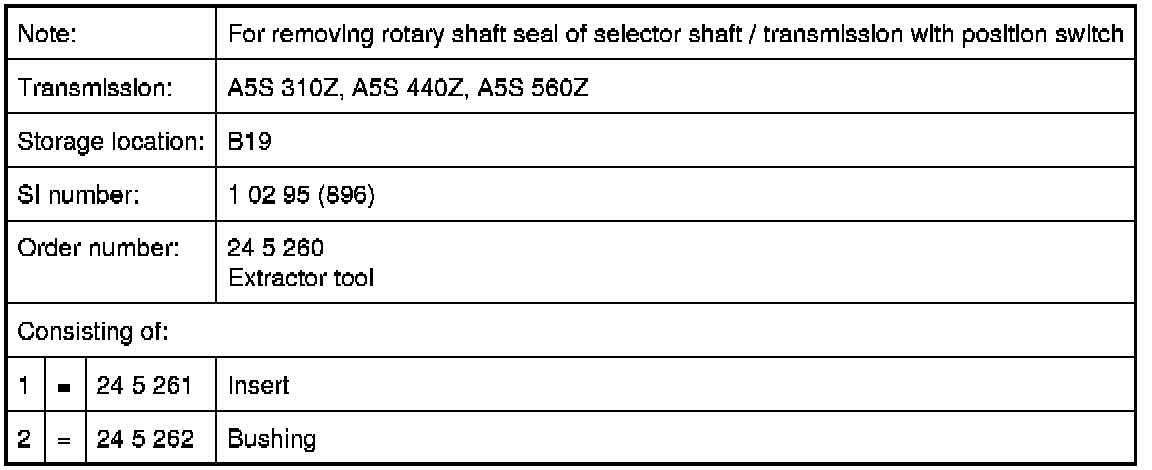 Note: For removing rotary shaft seal of selector shaft / transmission with position switch
Transmission: A5S 310Z, A5S 440Z, A5S 560Z
Storage location: B19
SI number: 1 02 95 (896)
Order number: 24 5 260
Extractor tool
Consisting of:
1 = 24 5 261 Insert
2 = 24 5 262 Bushing